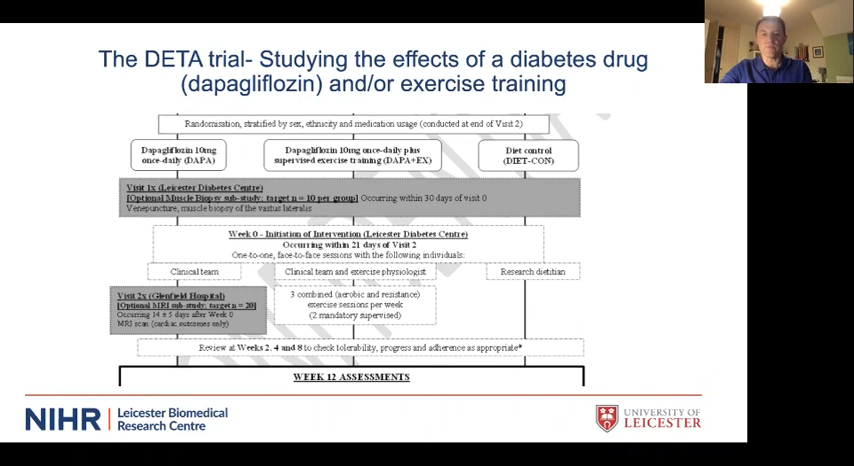 The DETA trial- Studying the effects of a diabetes drug
(dapagliflozin) and/or exercise training
Randomisation, stratified by sex, ethnicity and medication usage (conducted at end of Visit 2)
Dapagliflozin 10mg
once-daily (DAPA)
Dapagliflozin 10mg once-daily plus
supervised exercise training (DAPA+EX)
Diet control
(DIET-CON)
Visit 1x (Leicester Diabetes Centre)
[Optional Muscle Biopsy sub-study; target n = 10 per group] Occurring within 30 days of visit 0
Venepuncture, muscle biopsy of the vastus lateralis
Week 0 - Initiation of Intervention (Leicester Diabetes Centre)
Occurring within 21 days of Visit 2
One-to-one, face-to-face sessions with the following individuals:
Clinical team
Clinical team and exercise physiologist
Research dietitian
Visit 2x (Glenfield Hospital)
[Optional MRI sub-study; target n = 20]
Occurring 14 ± 5 days after Week 0
MRI scan (cardiac outcomes only)
3 combined (aerobic and resistance)
exercise sessions per week
(2 mandatory supervised)
Review at Weeks 2, 4 and 8 to check tolerability, progress and adherence as appropriate*
WEEK 12 ASSESSMENTS
NIHR | Leicester Biomedical
Research Centre
UNIVERSITY OF
LEICESTER